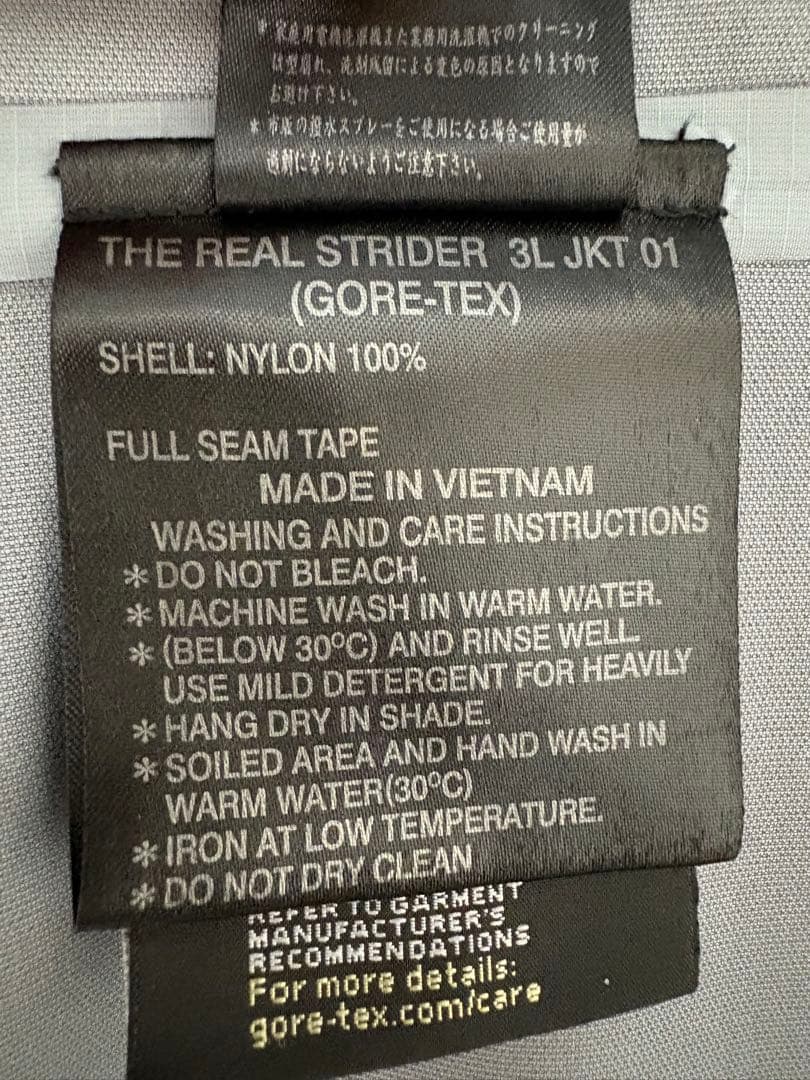 家庭用電機洗濯機また業務用洗濯機でのクリーニング
は型崩れ、洗剤残留による変色の原因となりますので
お避け下さい。
* 市販の撥水スプレーをご使用になる場合ご使用量が
過剰にならないようご注意下さい。
THE REAL STRIDER 3L JKT 01
(GORE-TEX)
SHELL: NYLON 100%
FULL SEAM TAPE
MADE IN VIETNAM
WASHING AND CARE INSTRUCTIONS
* DO NOT BLEACH.
* MACHINE WASH IN WARM WATER.
* (BELOW 30°C) AND RINSE WELL
USE MILD DETERGENT FOR HEAVILY
* HANG DRY IN SHADE.
* SOILED AREA AND HAND WASH IN
WARM WATER(30°C)
* IRON AT LOW TEMPERATURE.
* DO NOT DRY CLEAN
REFER TO GARMENT
MANUFACTURER'S
RECOMMENDATIONS
For more details:
gore-tex.com/care